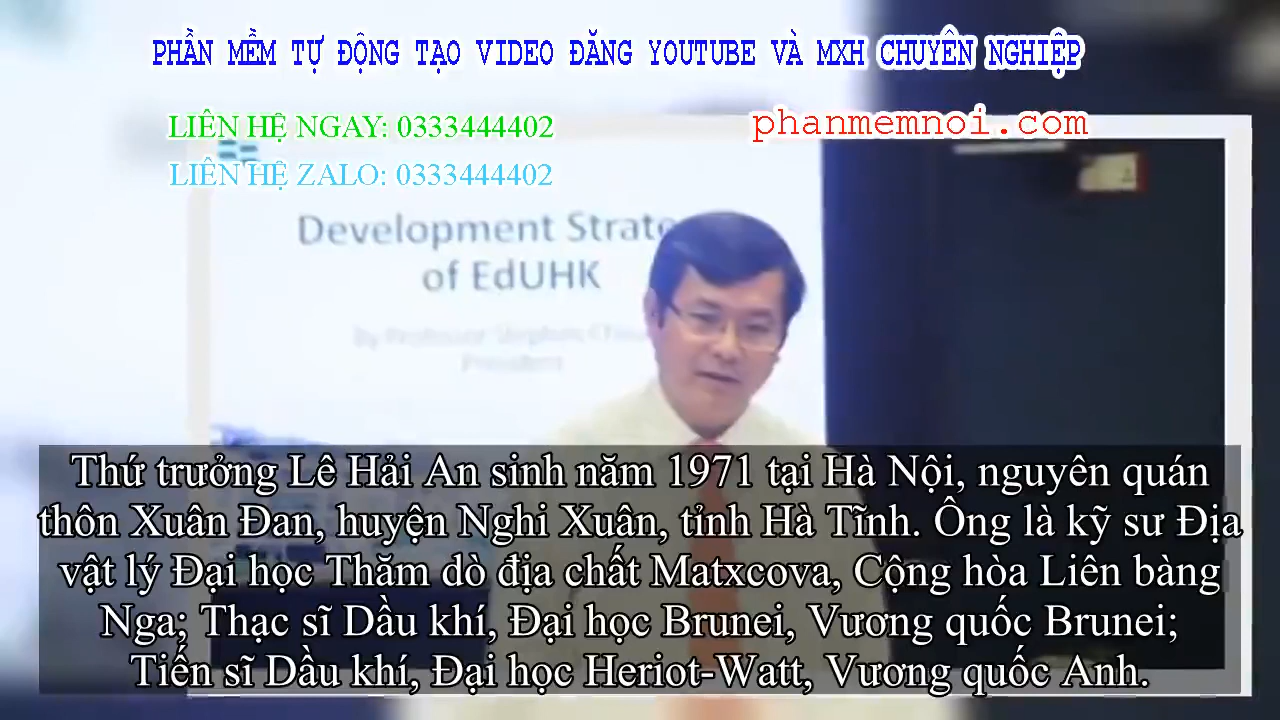 PHẦN MỀM TỰ ĐỘNG TẠO VIDEO ĐĂNG YOUTUBE VÀ MXH CHUYÊN NGHIỆP
LIÊN HỆ NGAY: 0333444402
phanmemnoi.com
LIÊN HỆ ZALO: 0333444402
Development Strate
of EdUHK
by Professor Stephen
President
Thứ trưởng Lê Hải An sinh năm 1971 tại Hà Nội, nguyên quán
thôn Xuân Đan, huyện Nghi Xuân, tỉnh Hà Tĩnh. Ông là kỹ sư Địa
vật lý Đại học Thăm dò địa chất Matxcova, Cộng hòa Liên bàng
Nga; Thạc sĩ Dầu khí, Đại học Brunei, Vương quốc Brunei;
Tiến sĩ Dầu khí, Đại học Heriot-Watt, Vương quốc Anh.